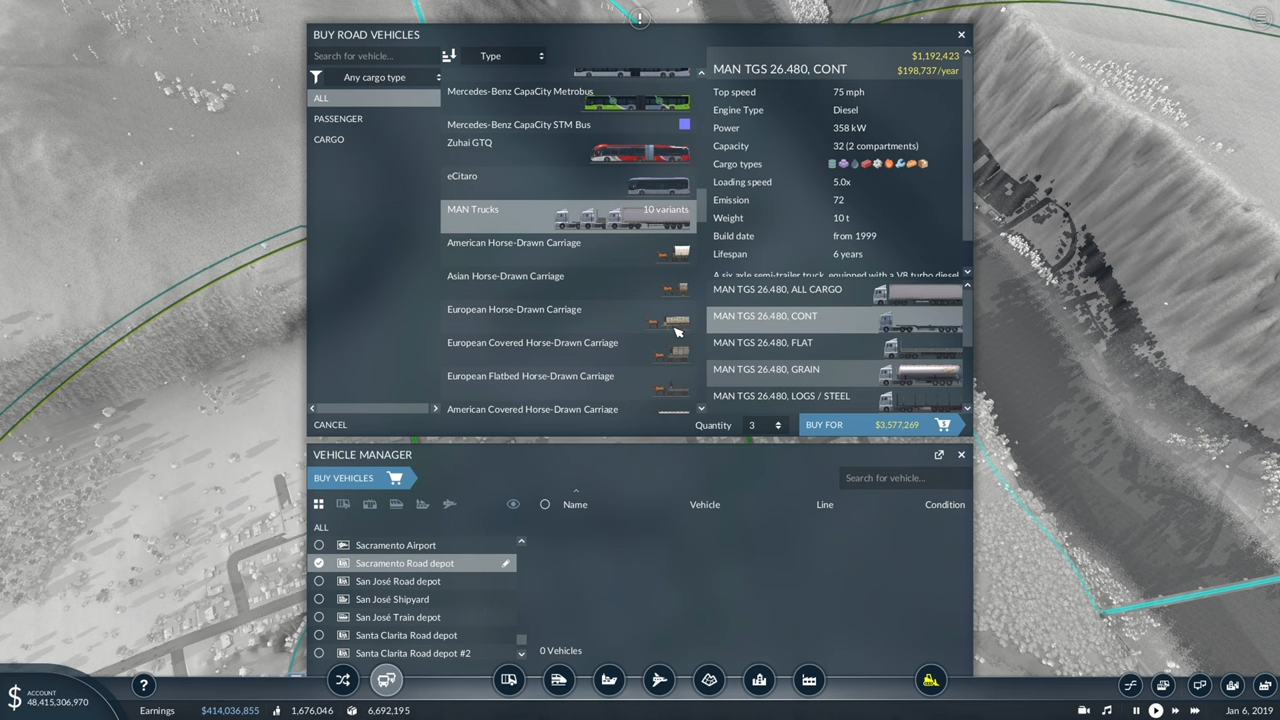 BUY ROAD VEHICLES
Search for vehicle...
Type
Any cargo type
ALL
PASSENGER
CARGO
Mercedes-Benz CapaCity Metrobus
Mercedes-Benz CapaCity STM Bus
Zuhai GTQ
eCitaro
MAN Trucks 10 variants
American Horse-Drawn Carriage
Asian Horse-Drawn Carriage
European Horse-Drawn Carriage
European Covered Horse-Drawn Carriage
European Flatbed Horse-Drawn Carriage
American Covered Horse-Drawn Carriage
CANCEL
$1,192,423
MAN TGS 26.480, CONT
$198,737/year
Top speed 75 mph
Engine Type Diesel
Power 358 kW
Capacity 32 (2 compartments)
Cargo types
Loading speed 5.0x
Emission 72
Weight 10 t
Build date from 1999
Lifespan 6 years
A six axle semi-trailer truck, equipped with a V8 turbo diesel
MAN TGS 26.480, ALL CARGO
MAN TGS 26.480, CONT
MAN TGS 26.480, FLAT
MAN TGS 26.480, GRAIN
MAN TGS 26.480, LOGS / STEEL
Quantity 3
BUY FOR $3,577,269
VEHICLE MANAGER
BUY VEHICLES
Search for vehicle...
Name Vehicle Line Condition
ALL
Sacramento Airport
Sacramento Road depot
San José Road depot
San José Shipyard
San José Train depot
Santa Clarita Road depot
Santa Clarita Road depot #2
0 Vehicles
$ ACCOUNT
48,415,306,970
?
Earnings $414,036,855 1,676,046 6,692,195
Jan 6, 2019